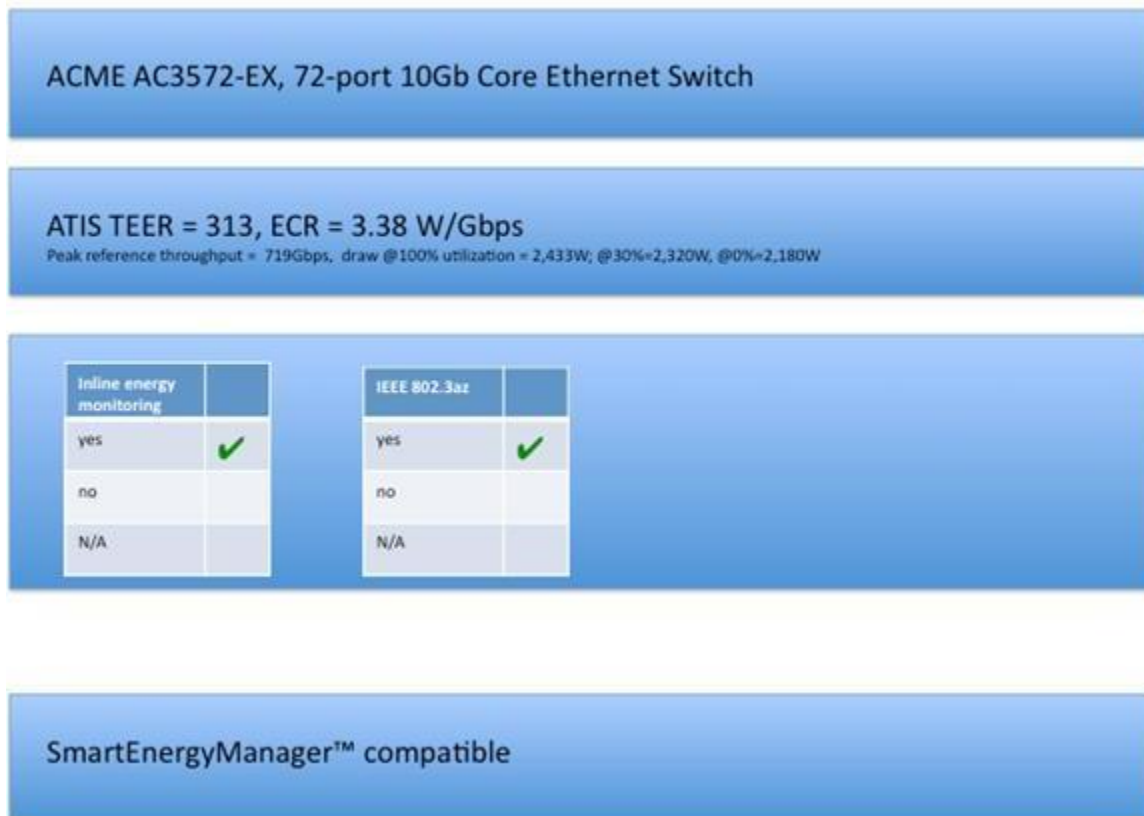 ACME AC3572-EX, 72-port 10Gb Core Ethernet Switch
ATIS TEER = 313, ECR = 3.38 W/Gbps
Peak reference throughput = 719Gbps, draw @100% utilization = 2,433W; @30%=2,320W, @0%=2,180W
Inline energy
monitoring
yes ✔
no
N/A
IEEE 802.3az
yes ✔
no
N/A
SmartEnergyManager™ compatible